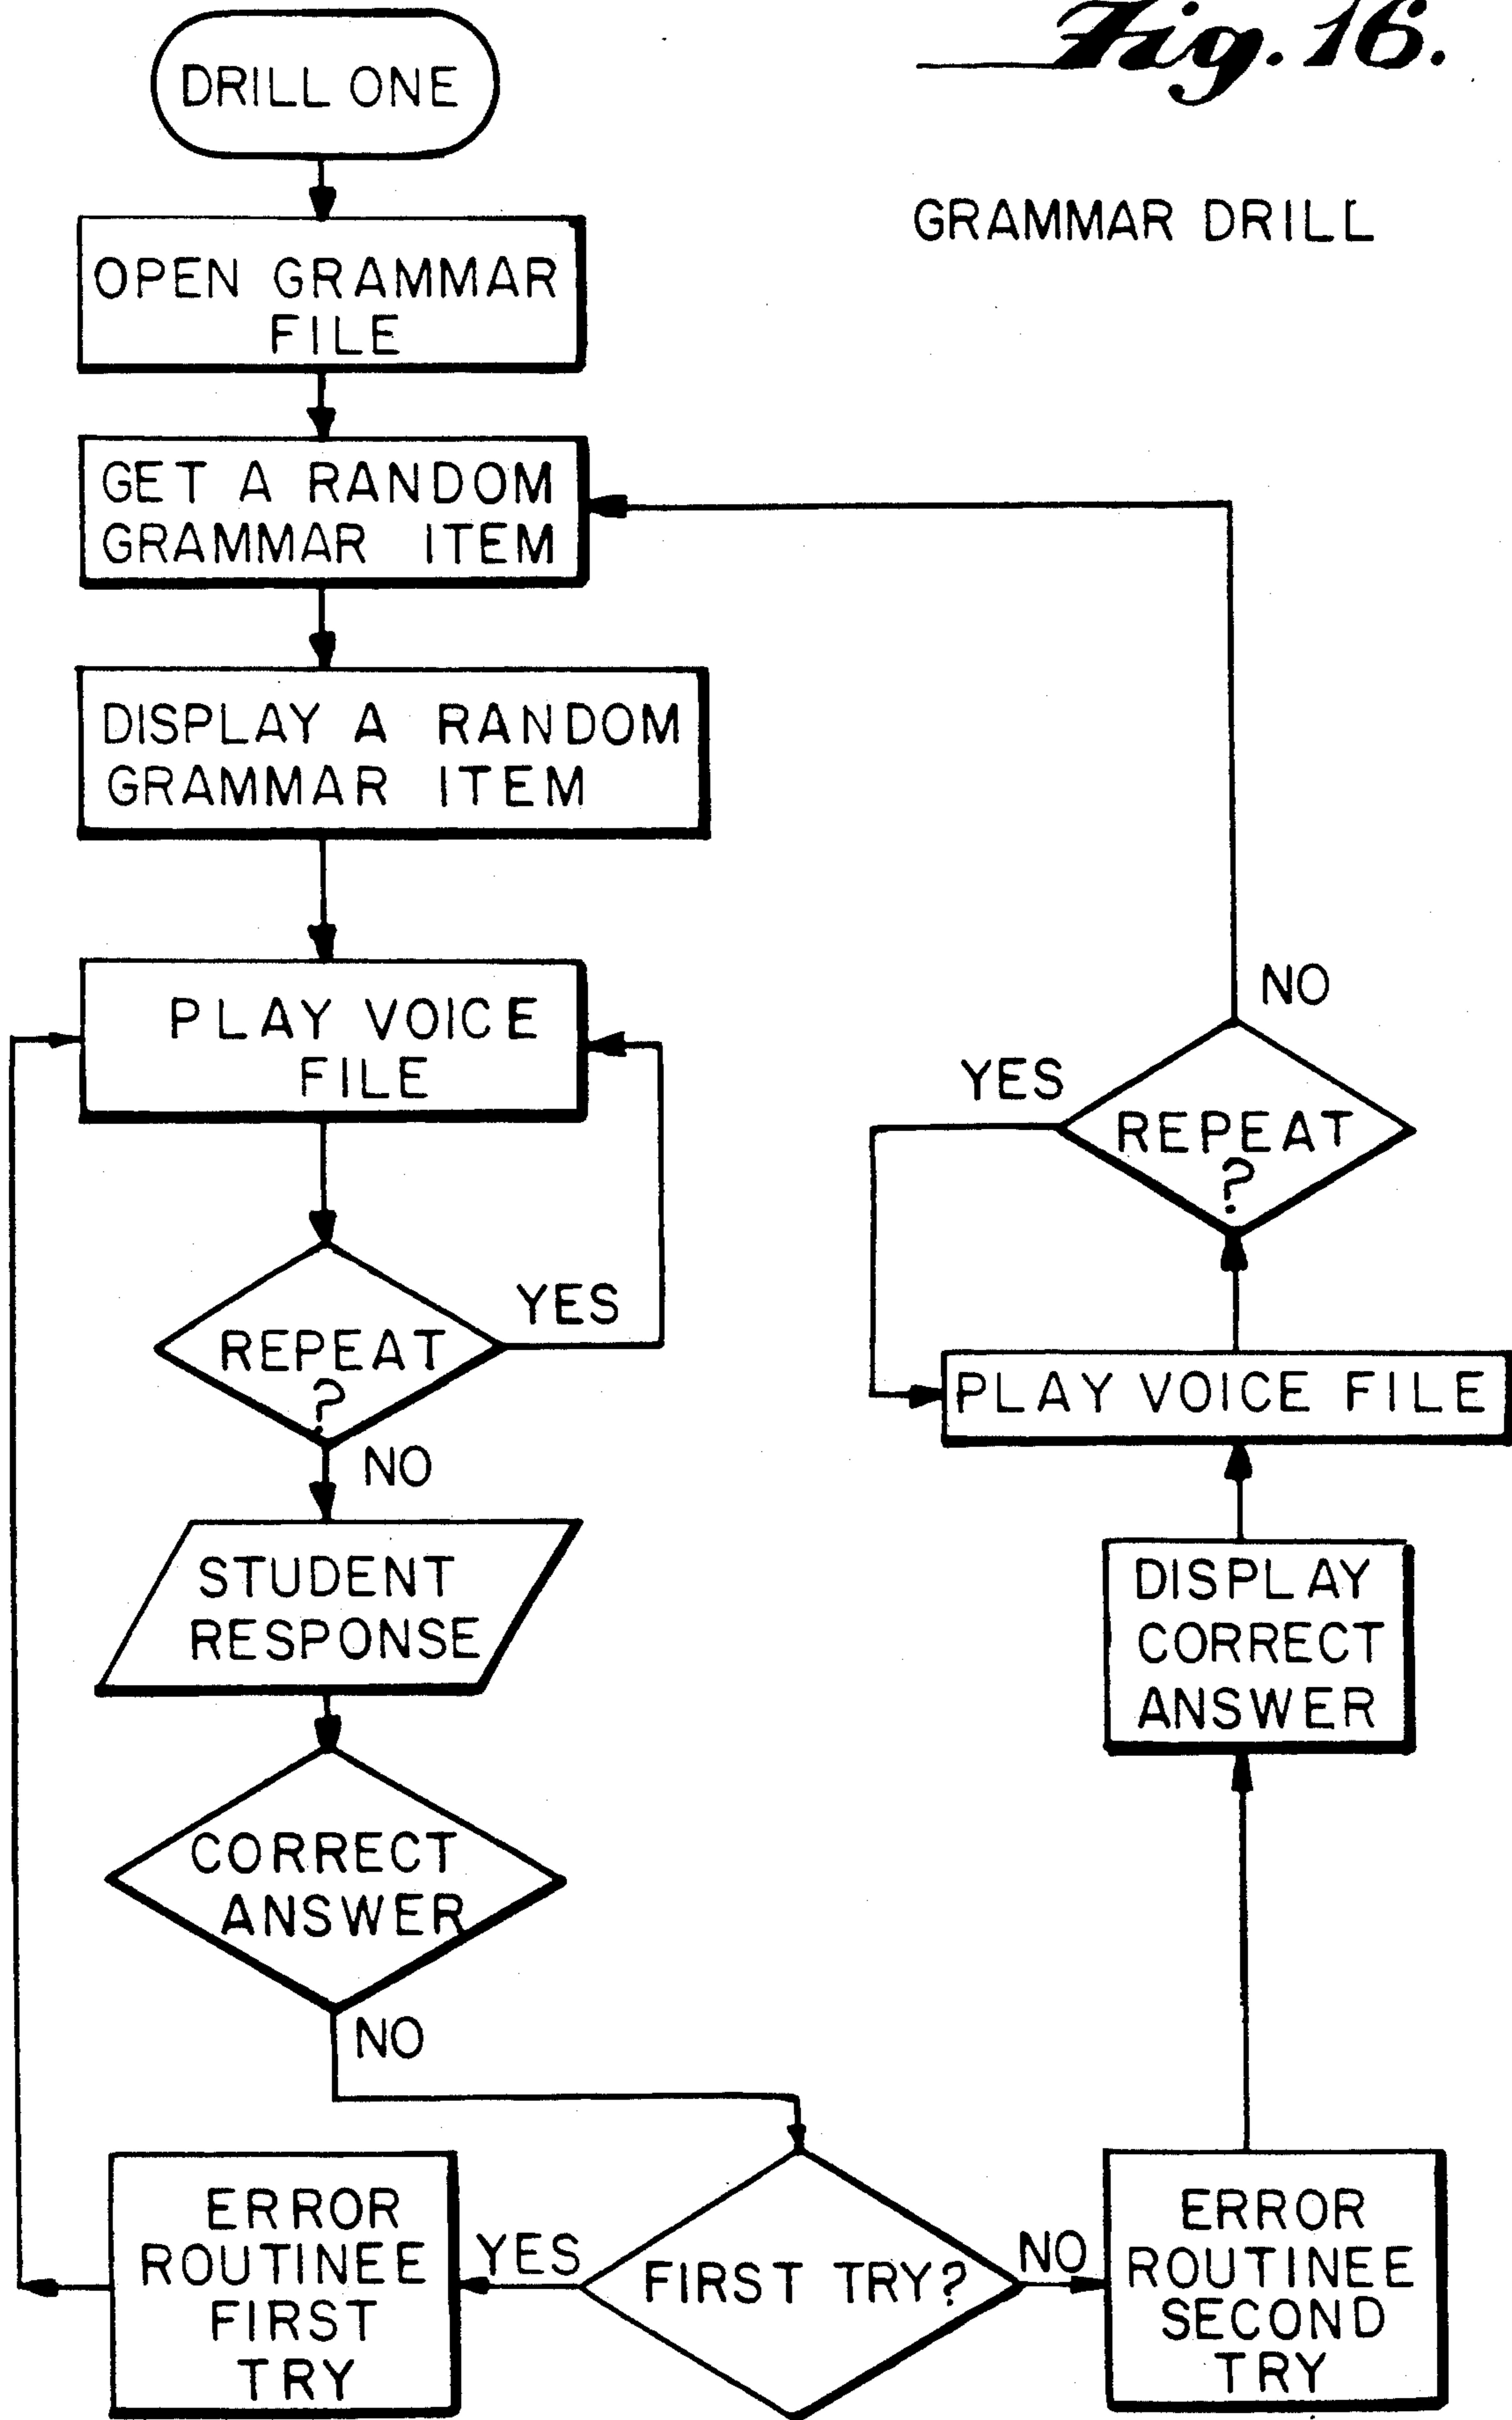 Fig. 16.
GRAMMAR DRILL
DRILL ONE
OPEN GRAMMAR
FILE
GET A RANDOM
GRAMMAR ITEM
DISPLAY A RANDOM
GRAMMAR ITEM
PLAY VOICE
FILE
REPEAT
?
YES
NO
STUDENT
RESPONSE
CORRECT
ANSWER
NO
FIRST TRY?
YES
ERROR
ROUTINEE
FIRST
TRY
NO
ERROR
ROUTINEE
SECOND
TRY
DISPLAY
CORRECT
ANSWER
PLAY VOICE FILE
REPEAT
?
YES
NO